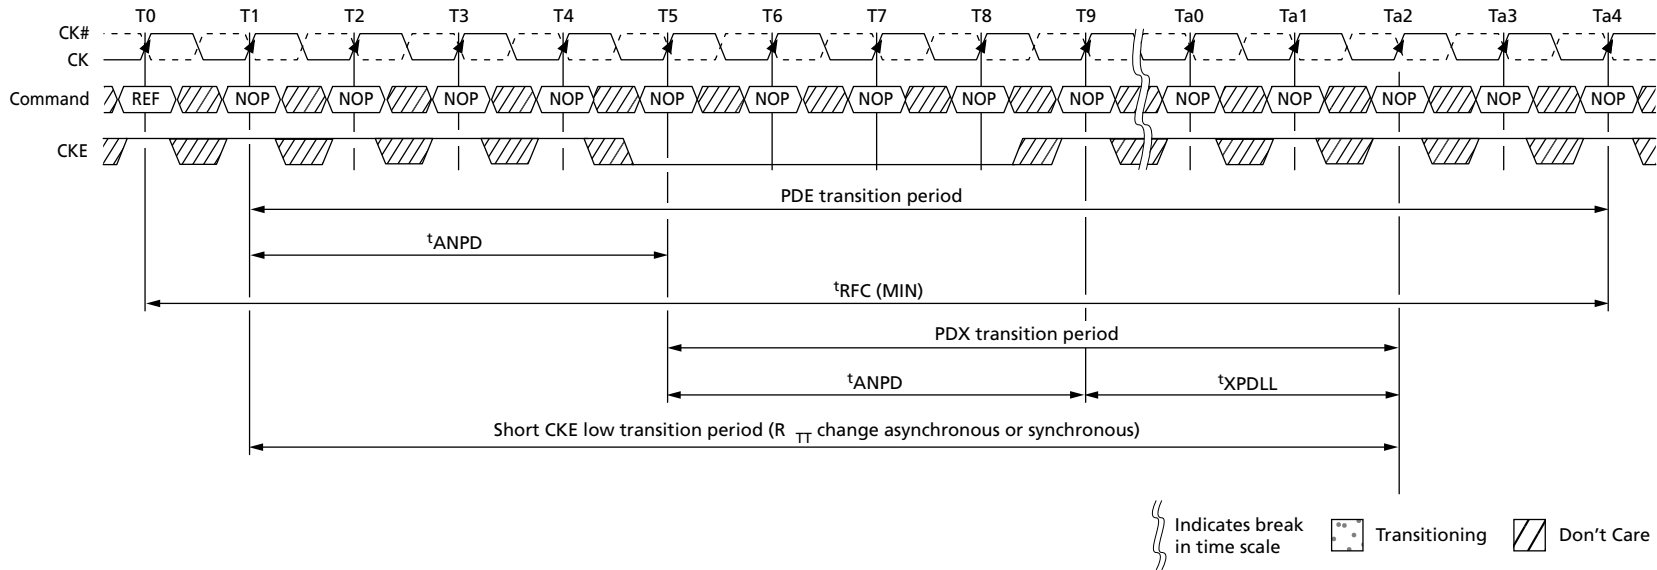 T0 T1 T2 T3 T4 T5 T6 T7 T8 T9 Ta0 Ta1 Ta2 Ta3 Ta4
CK#
CK
Command REF NOP NOP NOP NOP NOP NOP NOP NOP NOP NOP NOP NOP NOP NOP
CKE
PDE transition period
tANPD
tRFC (MIN)
PDX transition period
tANPD tXPDLL
Short CKE low transition period (R TT change asynchronous or synchronous)
Indicates break
in time scale
Transitioning
Don't Care